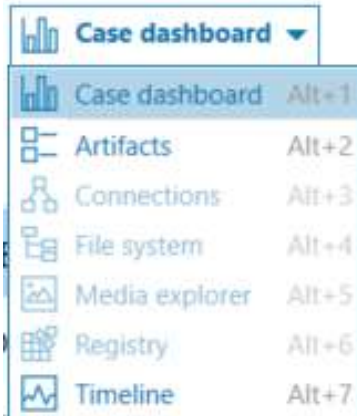 Case dashboard
Case dashboard Alt+1
Artifacts Alt+2
Connections Alt+3
File system Alt+4
Media explorer Alt+5
Registry Alt+6
Timeline Alt+7